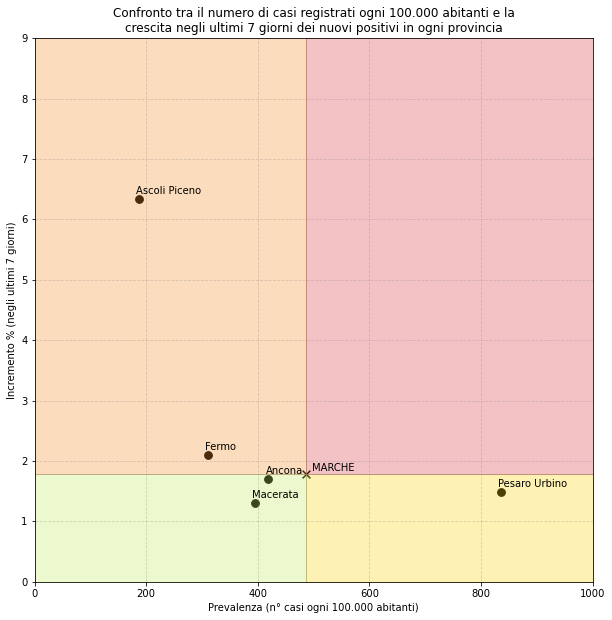 Confronto tra il numero di casi registrati ogni 100.000 abitanti e la
crescita negli ultimi 7 giorni dei nuovi positivi in ogni provincia
9
8
7
6
5
4
3
2
1
0
Incremento % (negli ultimi 7 giorni)
Ascoli Piceno
Fermo
Ancona
MARCHE
Macerata
Pesaro Urbino
0 200 400 600 800 1000
Prevalenza (n° casi ogni 100.000 abitanti)